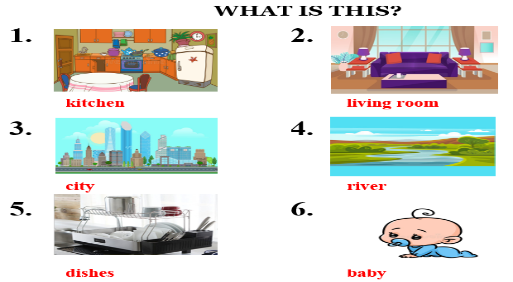 WHAT IS THIS?
1. 2.
kitchen living room
3. 4.
city river
5. 6.
dishes baby